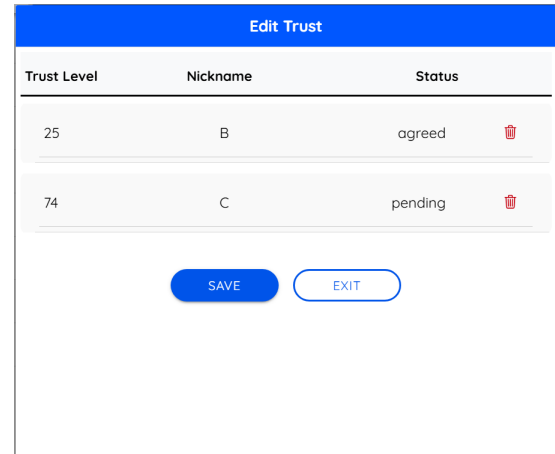 Edit Trust
Trust Level Nickname Status
25 B agreed
74 C pending
SAVE EXIT